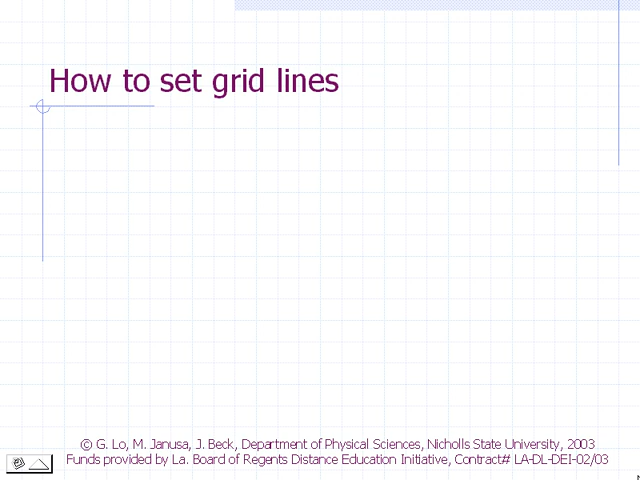 How to set grid lines
© G. Lo, M. Janusa, J. Beck, Department of Physical Sciences, Nicholls State University, 2003
Funds provided by La. Board of Regents Distance Education Initiative, Contract# LA-DL-DEI-02/03